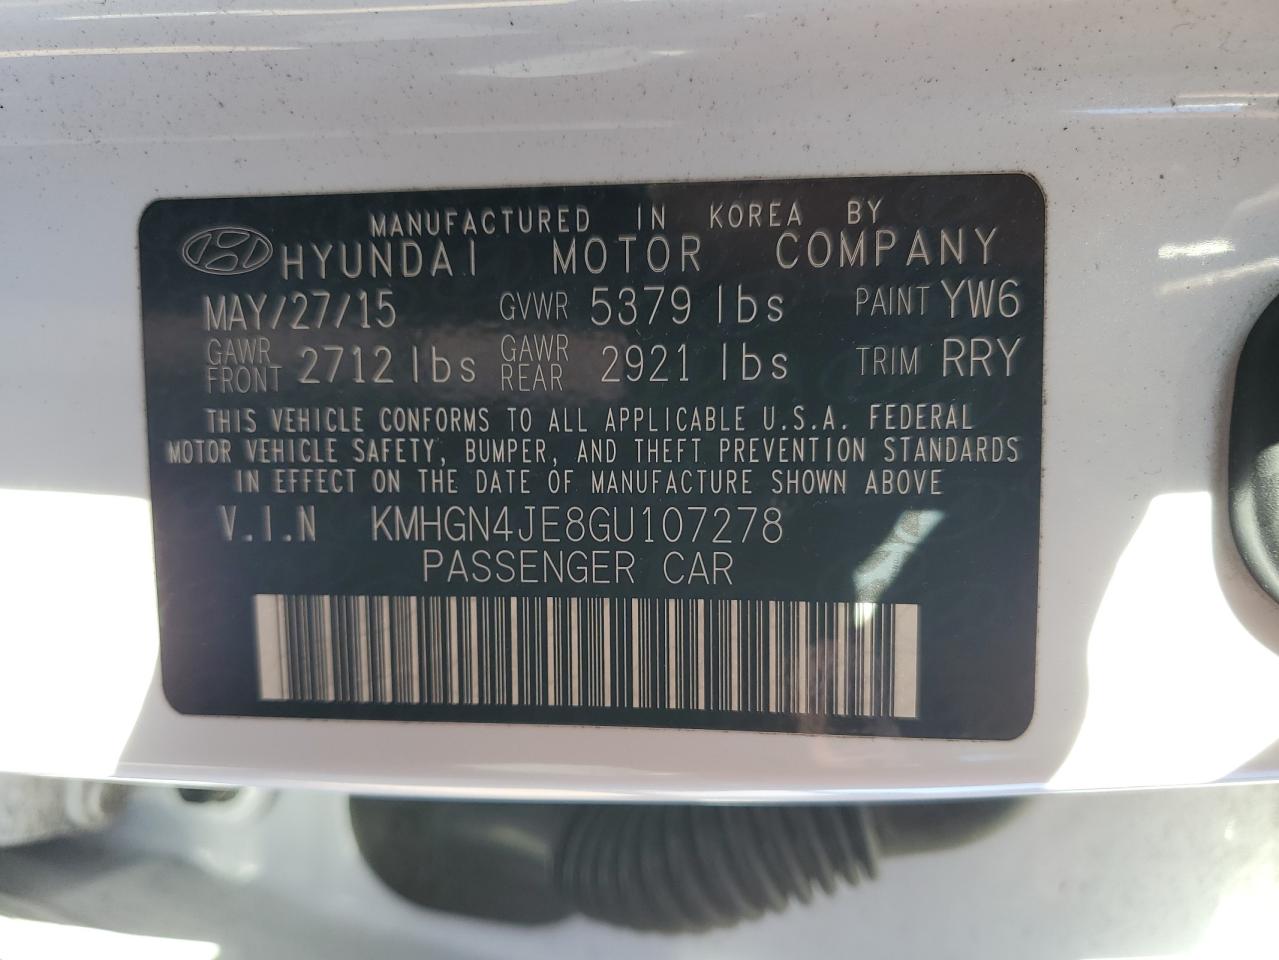 MANUFACTURED IN KOREA BY
HYUNDAI MOTOR COMPANY
MAY/27/15 GVWR 5379 lbs PAINT YW6
GAWR FRONT 2712 lbs GAWR REAR 2921 lbs TRIM RRY
THIS VEHICLE CONFORMS TO ALL APPLICABLE U.S.A. FEDERAL
MOTOR VEHICLE SAFETY, BUMPER, AND THEFT PREVENTION STANDARDS
IN EFFECT ON THE DATE OF MANUFACTURE SHOWN ABOVE
V.I.N KMHGN4JE8GU107278
PASSENGER CAR